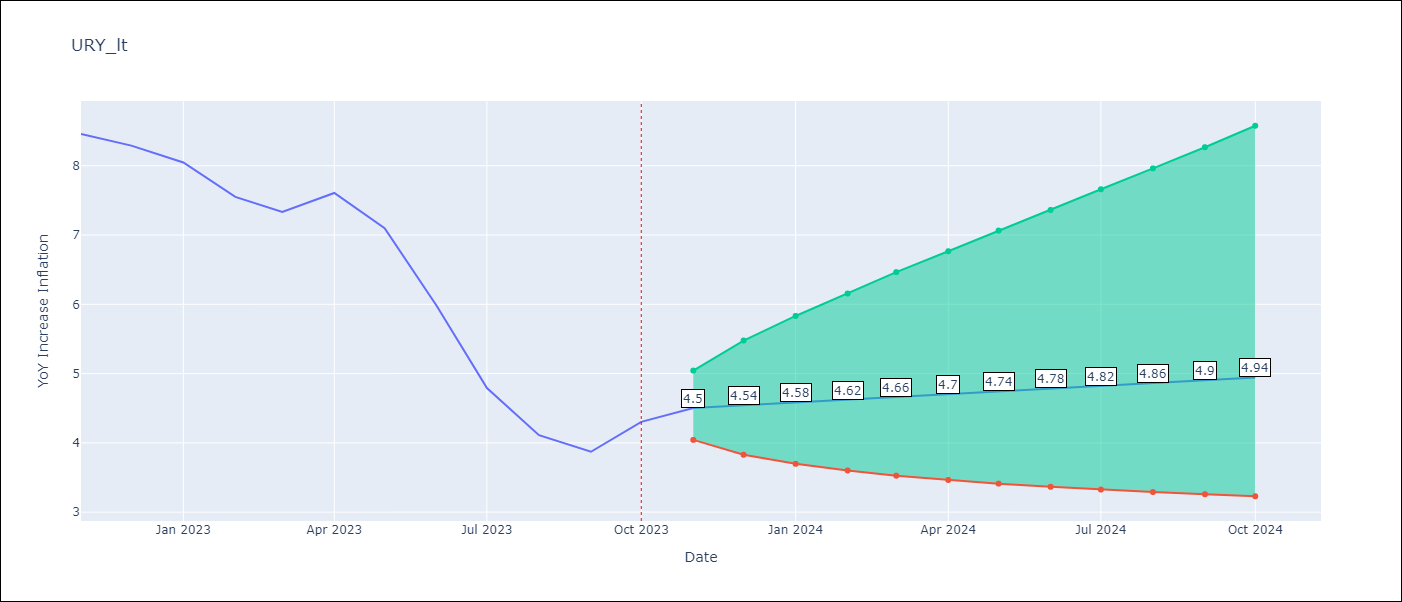 URY_lt
YoY Increase Inflation
8
7
6
5
4
3
4.5
4.54
4.58
4.62
4.66
4.7
4.74
4.78
4.82
4.86
4.9
4.94
Jan 2023
Apr 2023
Jul 2023
Oct 2023
Jan 2024
Apr 2024
Jul 2024
Oct 2024
Date